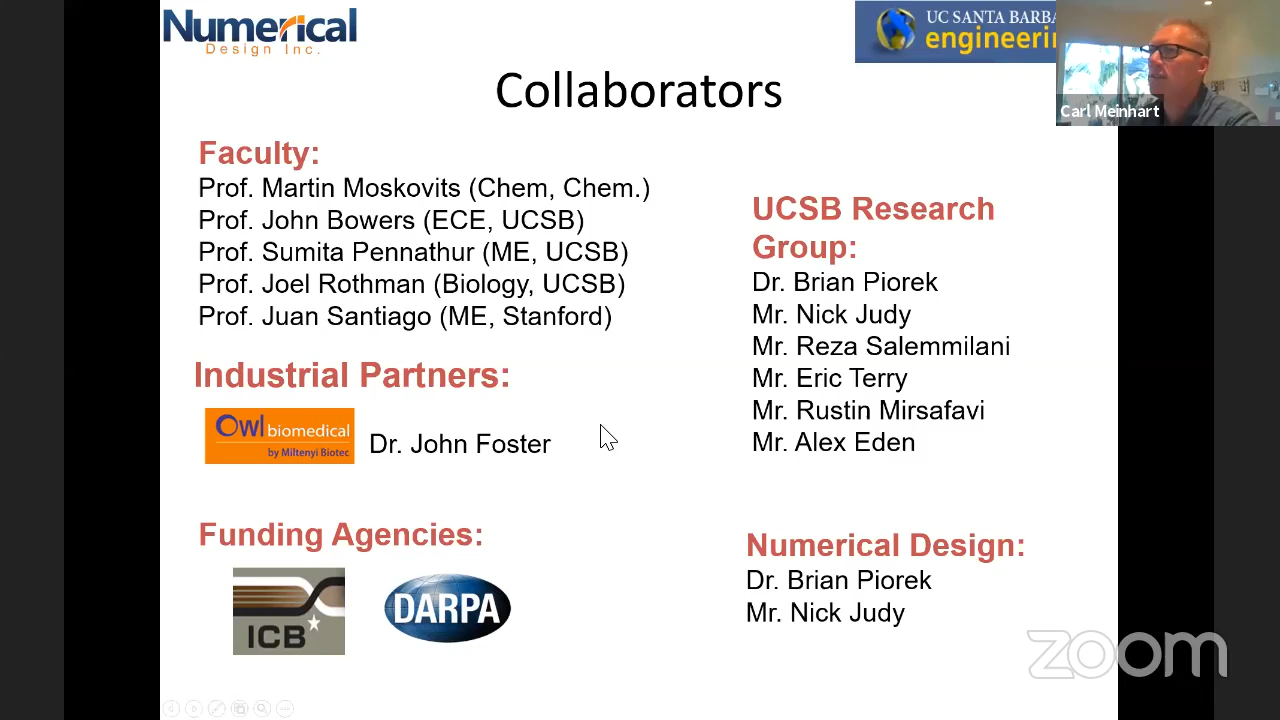 Numerical
Design Inc.
UC SANTA BARBA
engineerin
Carl Meinhart
Collaborators
Faculty:
Prof. Martin Moskovits (Chem, Chem.)
Prof. John Bowers (ECE, UCSB)
Prof. Sumita Pennathur (ME, UCSB)
Prof. Joel Rothman (Biology, UCSB)
Prof. Juan Santiago (ME, Stanford)
Industrial Partners:
Owl biomedical
by Miltenyi Biotec
Dr. John Foster
Funding Agencies:
ICB
DARPA
UCSB Research
Group:
Dr. Brian Piorek
Mr. Nick Judy
Mr. Reza Salemmilani
Mr. Eric Terry
Mr. Rustin Mirsafavi
Mr. Alex Eden
Numerical Design:
Dr. Brian Piorek
Mr. Nick Judy
zoom